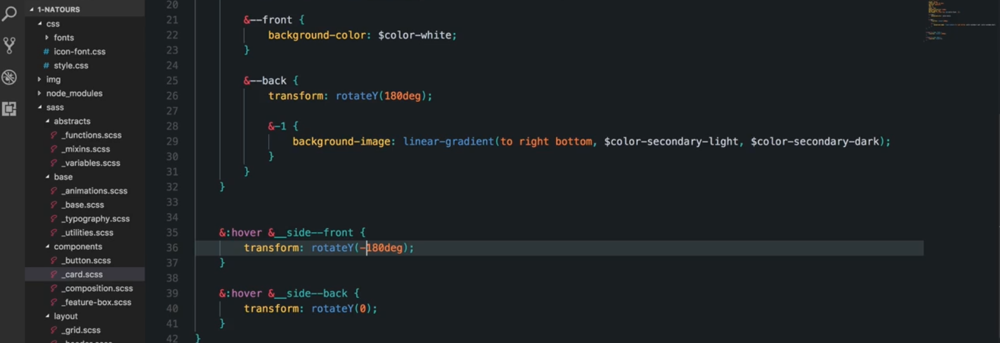 1-NATOURS
css
fonts
# icon-font.css
# style.css
img
node_modules
sass
abstracts
_functions.scss
_mixins.scss
_variables.scss
base
_animations.scss
_base.scss
_typography.scss
_utilities.scss
components
_button.scss
_card.scss
_composition.scss
_feature-box.scss
layout
_grid.scss
20
21 &--front {
22 background-color: $color-white;
23 }
24
25 &--back {
26 transform: rotateY(180deg);
27
28 &-1 {
29 background-image: linear-gradient(to right bottom, $color-secondary-light, $color-secondary-dark);
30 }
31 }
32 }
33
34
35 &:hover &__side--front {
36 transform: rotateY(-180deg);
37 }
38
39 &:hover &__side--back {
40 transform: rotateY(0);
41 }
42 }